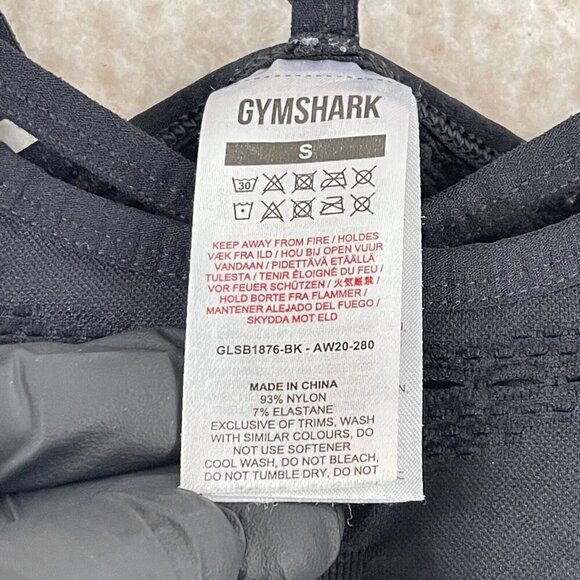 GYMSHARK
S
30
KEEP AWAY FROM FIRE / HOLDES
VÆK FRA ILD / HOU BIJ OPEN VUUR
VANDAAN / PIDETTÄVÄ ETÄÄLLÄ
TULESTA / TENIR ÉLOIGNÉ DU FEU /
VOR FEUER SCHÜTZEN / 火気厳禁 /
HOLD BORTE FRA FLAMMER /
MANTENER ALEJADO DEL FUEGO /
SKYDDA MOT ELD
GLSB1876-BK - AW20-280
MADE IN CHINA
93% NYLON
7% ELASTANE
EXCLUSIVE OF TRIMS, WASH
WITH SIMILAR COLOURS, DO
NOT USE SOFTENER
COOL WASH, DO NOT BLEACH,
DO NOT TUMBLE DRY, DO NOT